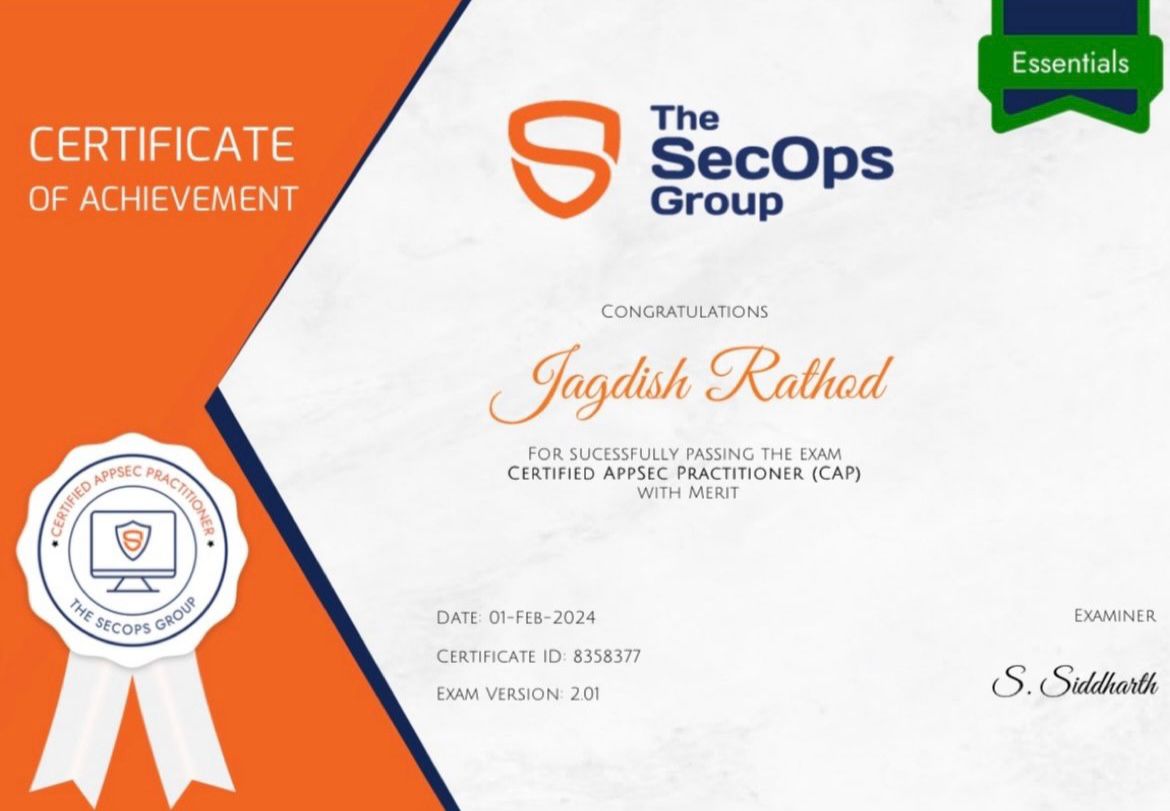 Essentials
CERTIFICATE
OF ACHIEVEMENT
The
SecOps
Group
CONGRATULATIONS
Jagdish Rathod
FOR SUCESSFULLY PASSING THE EXAM
CERTIFIED APPSEC PRACTITIONER (CAP)
WITH MERIT
CERTIFIED APPSEC PRACTITIONER
THE SECOPS GROUP
DATE: 01-FEB-2024
CERTIFICATE ID: 8358377
EXAM VERSION: 2.01
EXAMINER
S. Siddharth